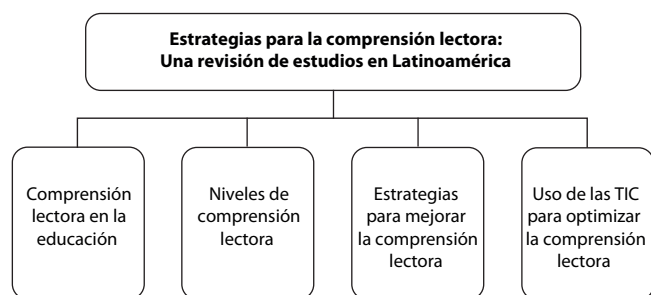 Estrategias para la comprensión lectora:
Una revisión de estudios en Latinoamérica
Comprensión
lectora en la
educación
Niveles de
comprensión
lectora
Estrategias
para mejorar
la comprensión
lectora
Uso de las TIC
para optimizar
la comprensión
lectora